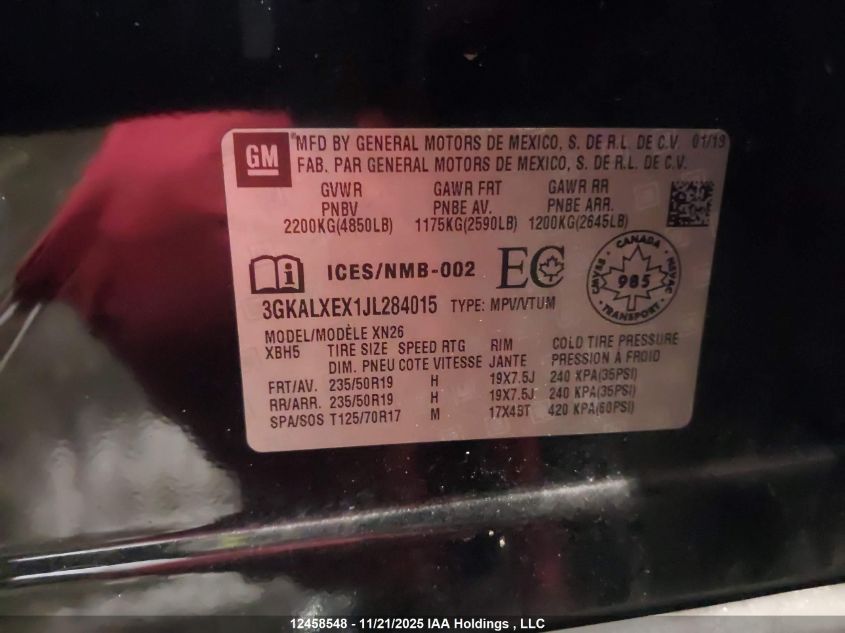 GM MFD BY GENERAL MOTORS DE MEXICO, S. DE R.L. DE C.V. 01/19
FAB. PAR GENERAL MOTORS DE MEXICO, S. DE R.L. DE C.V.
GVWR GAWR FRT GAWR RR
PNBV PNBE AV. PNBE ARR.
2200KG(4850LB) 1175KG(2590LB) 1200KG(2645LB)
ICES/NMB-002 EC
CANADA
CMVSS 985 NSVAC
TRANSPORT
3GKALXEX1JL284015 TYPE: MPV/VTUM
MODEL/MODÈLE XN26
XBH5 TIRE SIZE SPEED RTG RIM COLD TIRE PRESSURE
DIM. PNEU COTE VITESSE JANTE PRESSION À FROID
FRT/AV. 235/50R19 H 19X7.5J 240 KPA(35PSI)
RR/ARR. 235/50R19 H 19X7.5J 240 KPA(35PSI)
SPA/SOS T125/70R17 M 17X4BT 420 KPA(60PSI)
12458548 - 11/21/2025 IAA Holdings , LLC